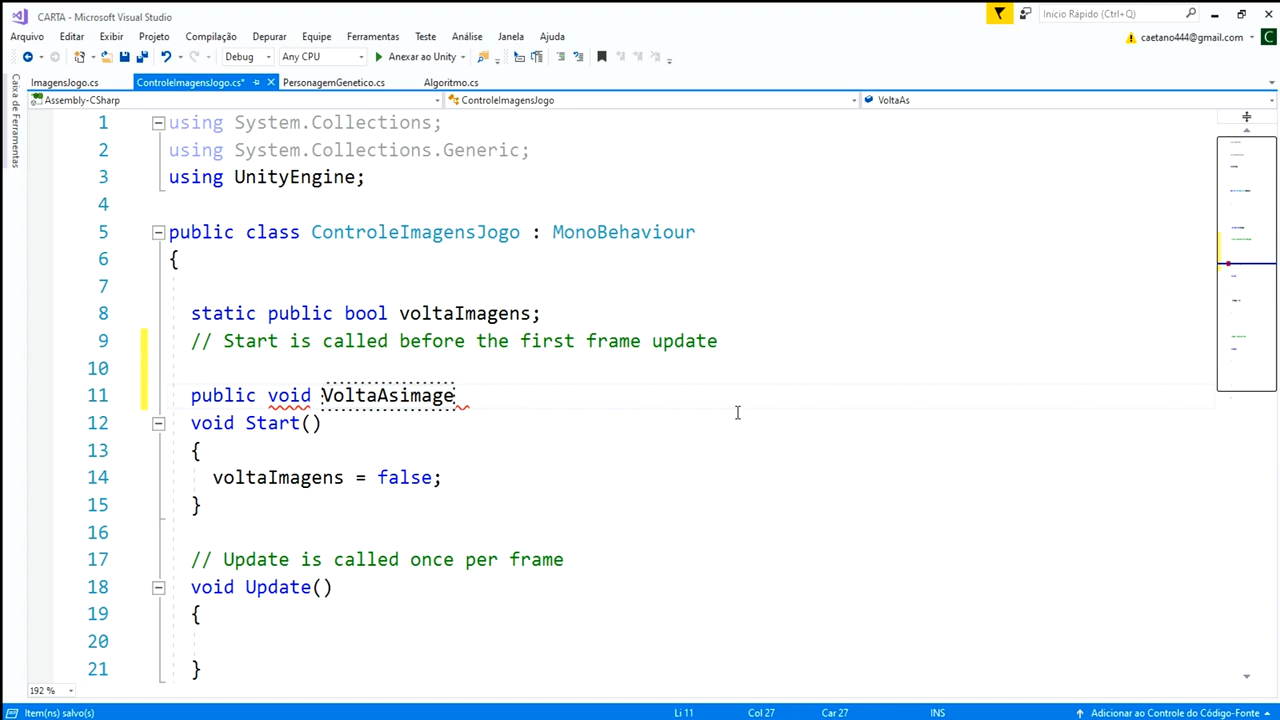 CARTA - Microsoft Visual Studio
Início Rápido (Ctrl+Q)
Arquivo Editar Exibir Projeto Compilação Depurar Equipe Ferramentas Teste Análise Janela Ajuda
caetano444@gmail.com C
Debug Any CPU Anexar ao Unity
ImagensJogo.cs ControleImagensJogo.cs* PersonagemGenetico.cs Algoritmo.cs
Caixa de Ferramentas
Assembly-CSharp ControleImagensJogo VoltaAs
1 using System.Collections;
2 using System.Collections.Generic;
3 using UnityEngine;
4
5 public class ControleImagensJogo : MonoBehaviour
6 {
7
8 static public bool voltaImagens;
9 // Start is called before the first frame update
10
11 public void VoltaAsimage
12 void Start()
13 {
14 voltaImagens = false;
15 }
16
17 // Update is called once per frame
18 void Update()
19 {
20
21 }
192 %
Item(ns) salvo(s) Li 11 Col 27 Car 27 INS Adicionar ao Controle do Código-Fonte